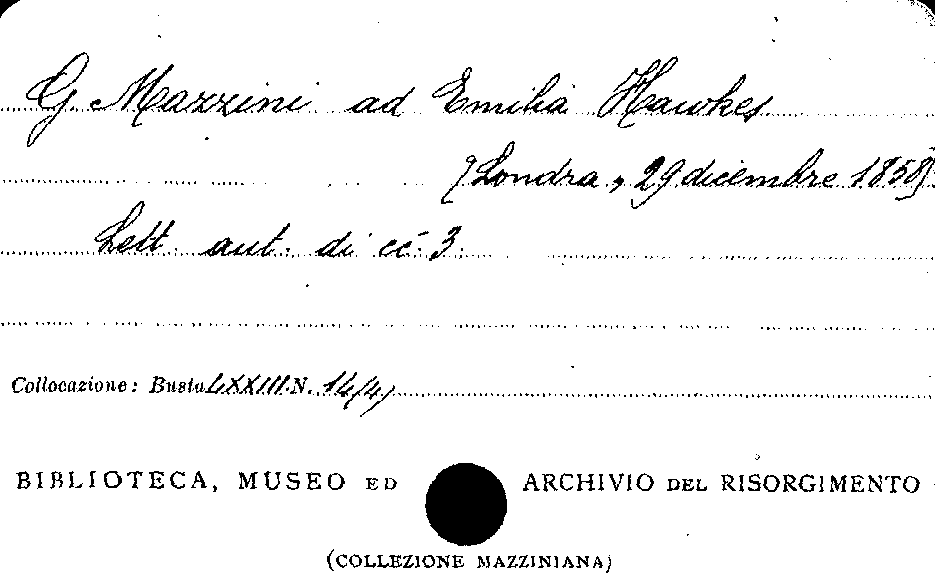 G. Mazzini ad Emilia Hawkes
[Londra, 29 dicembre 1858]
Lett. aut. di cc. 3.
Collocazione: Busta LXXIII N. 14/4)
BIBLIOTECA, MUSEO ED ARCHIVIO DEL RISORGIMENTO
(COLLEZIONE MAZZINIANA)